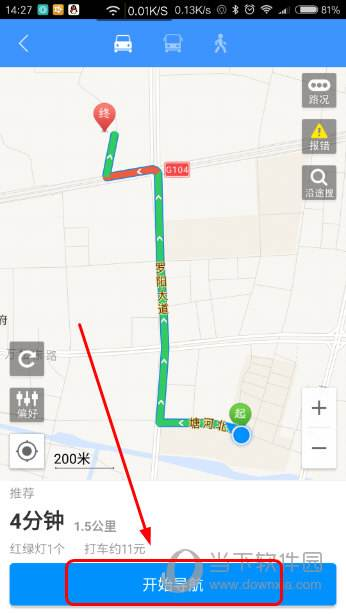 14:27 0.01K/S 0.13K/s 81%
路况
终
G104
报错
沿途搜
罗阳大道
府
偏好
起
塘河北
200米
推荐
4分钟 1.5公里
红绿灯1个 打车约11元
开始导航
当下软件园
www.downxia.com